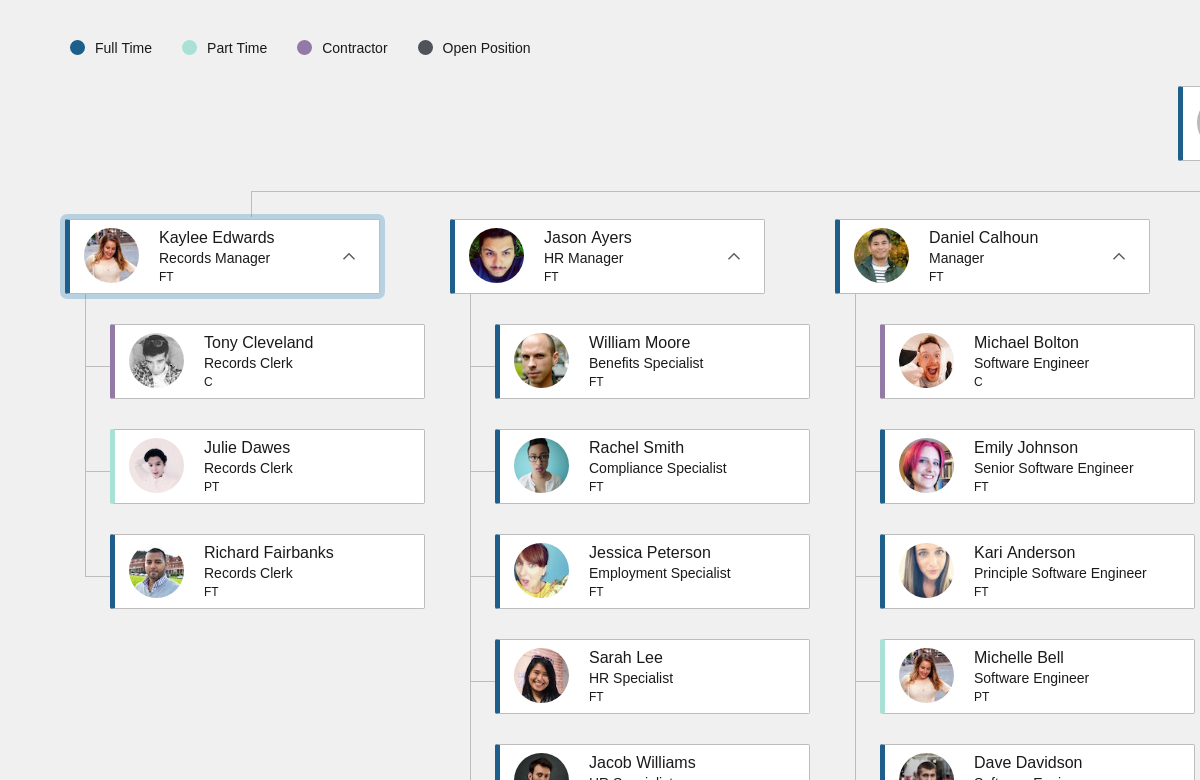 Full Time
Part Time
Contractor
Open Position
Kaylee Edwards
Records Manager
FT
Tony Cleveland
Records Clerk
C
Julie Dawes
Records Clerk
PT
Richard Fairbanks
Records Clerk
FT
Jason Ayers
HR Manager
FT
William Moore
Benefits Specialist
FT
Rachel Smith
Compliance Specialist
FT
Jessica Peterson
Employment Specialist
FT
Sarah Lee
HR Specialist
FT
Jacob Williams
HR Specialist
Daniel Calhoun
Manager
FT
Michael Bolton
Software Engineer
C
Emily Johnson
Senior Software Engineer
FT
Kari Anderson
Principle Software Engineer
FT
Michelle Bell
Software Engineer
PT
Dave Davidson
Software Engineer